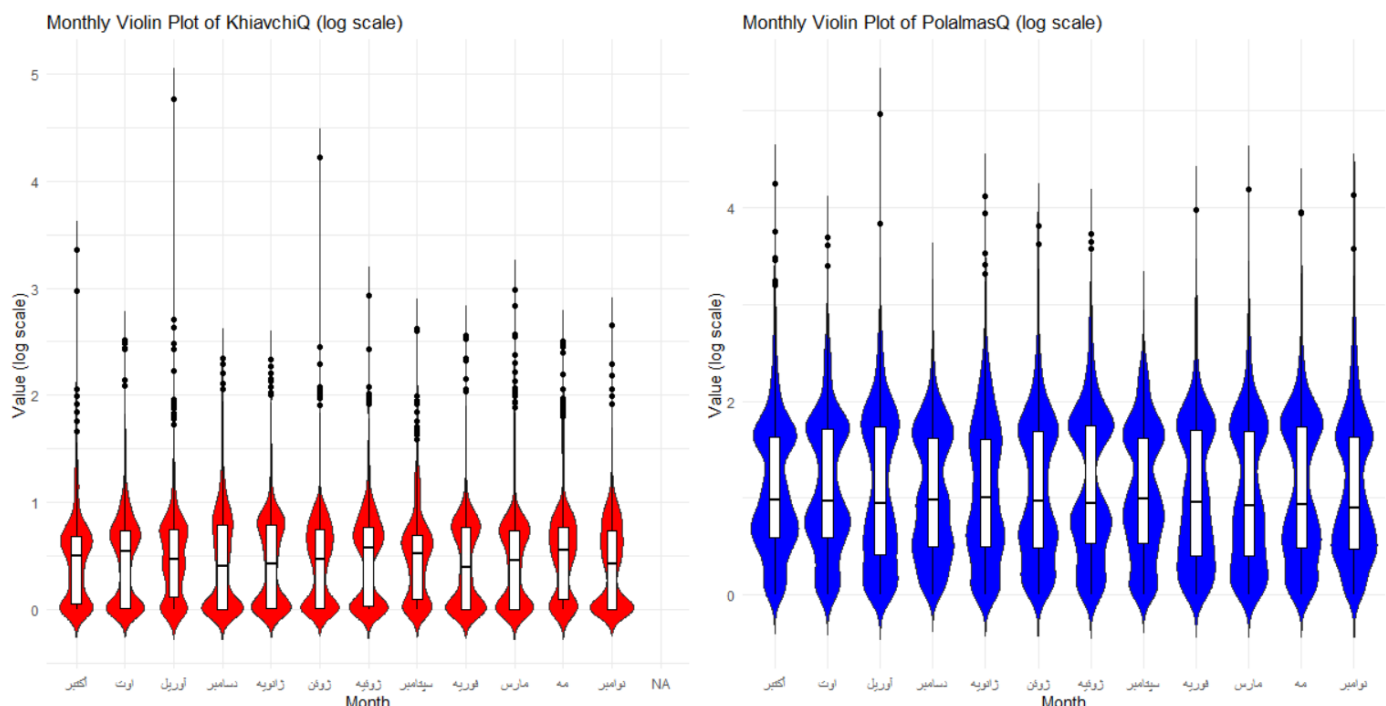 Monthly Violin Plot of KhiavchiQ (log scale)
Value (log scale)
5
4
3
2
1
0
أکتبر
اوت
آوریل
دسامبر
ژانویه
ژوئن
ژوئیه
سپتامبر
فوریه
مارس
مه
نوامبر
NA
Month
Monthly Violin Plot of PolalmasQ (log scale)
Value (log scale)
4
2
0
أکتبر
اوت
آوریل
دسامبر
ژانویه
ژوئن
ژوئیه
سپتامبر
فوریه
مارس
مه
نوامبر
Month